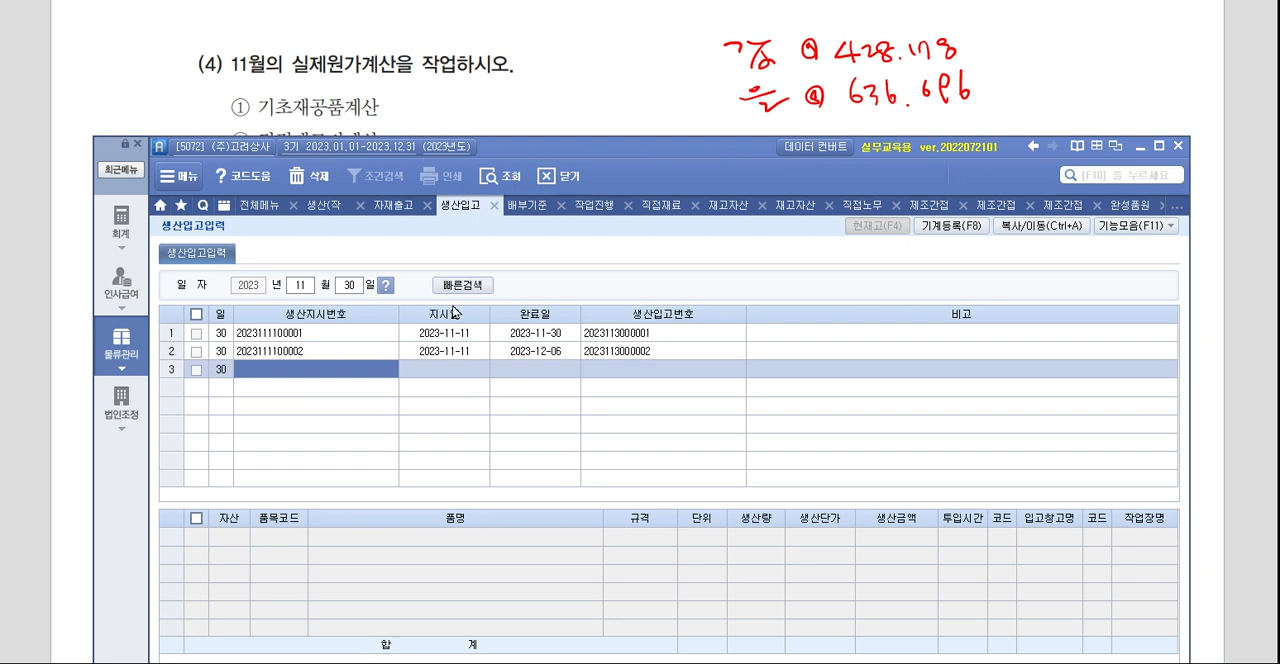 (4) 11월의 실제원가계산을 작업하시오.
① 기초재공품계산
@ 428.178
@ 636.696
[5072] (주)고려상사 3기 2023.01.01-2023.12.31 (2023년도) 데이터 컨버트 실무교육용 ver.2022072101
최근메뉴 메뉴 코드도움 삭제 조건검색 인쇄 조회 닫기 [F10] 을 누르세요
전체메뉴 생산(작 자재출고 생산입고 배부기준 작업진행 직접재료 재고자산 재고자산 직접노무 제조간접 제조간접 제조간접 완성품원
회계
생산입고입력 현재고(F4) 기계등록(F8) 복사/이동(Ctrl+A) 기능모음(F11)
생산입고입력
일 자 2023 년 11 월 30 일 ? 빠른검색
인사급여
일 생산지시번호 지시 완료일 생산입고번호 비고
1 30 2023111100001 2023-11-11 2023-11-30 2023113000001
2 30 2023111100002 2023-11-11 2023-12-06 2023113000002
물류관리
3 30
법인조정
자산 품목코드 품명 규격 단위 생산량 생산단가 생산금액 투입시간 코드 입고창고명 코드 작업장명
합 계